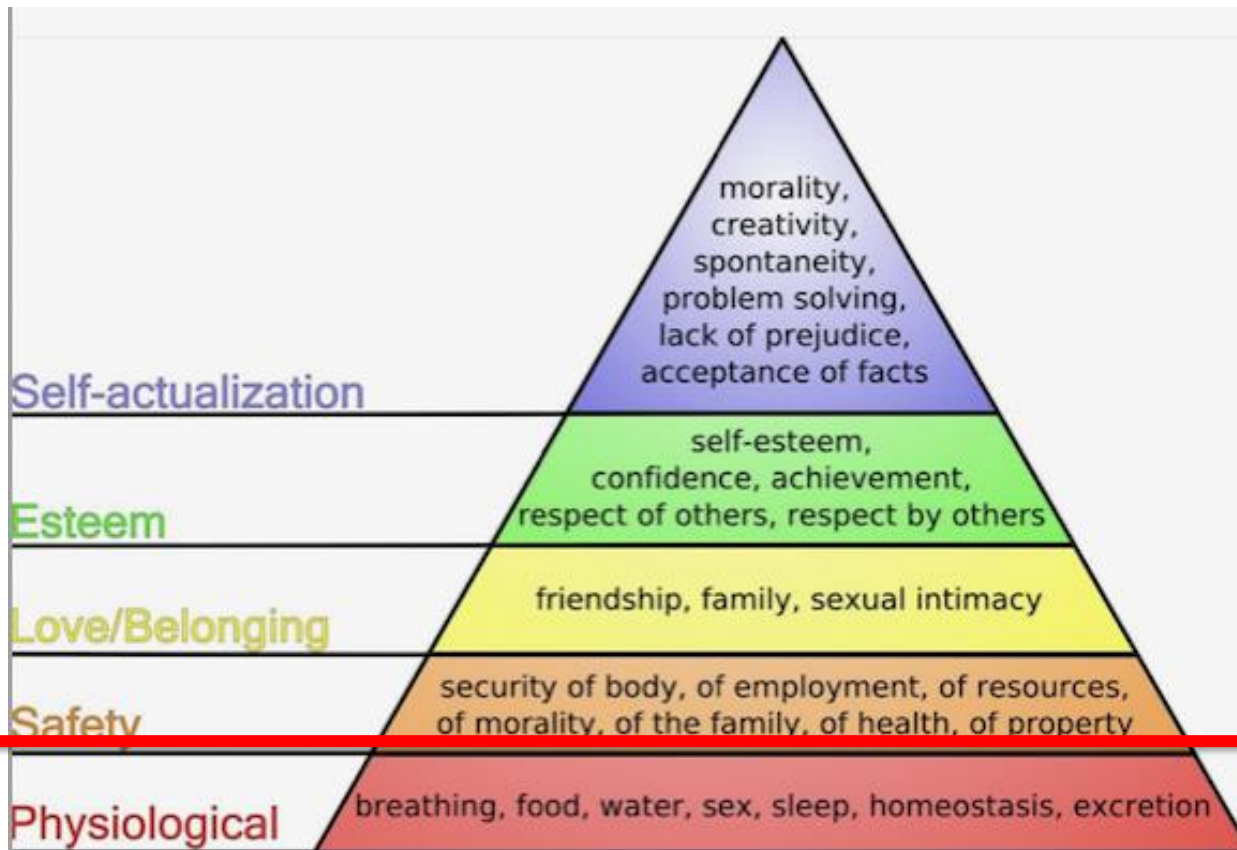 morality,
creativity,
spontaneity,
problem solving,
lack of prejudice,
acceptance of facts
Self-actualization
self-esteem,
confidence, achievement,
respect of others, respect by others
Esteem
friendship, family, sexual intimacy
Love/Belonging
security of body, of employment, of resources,
of morality, of the family, of health, of property
Safety
breathing, food, water, sex, sleep, homeostasis, excretion
Physiological